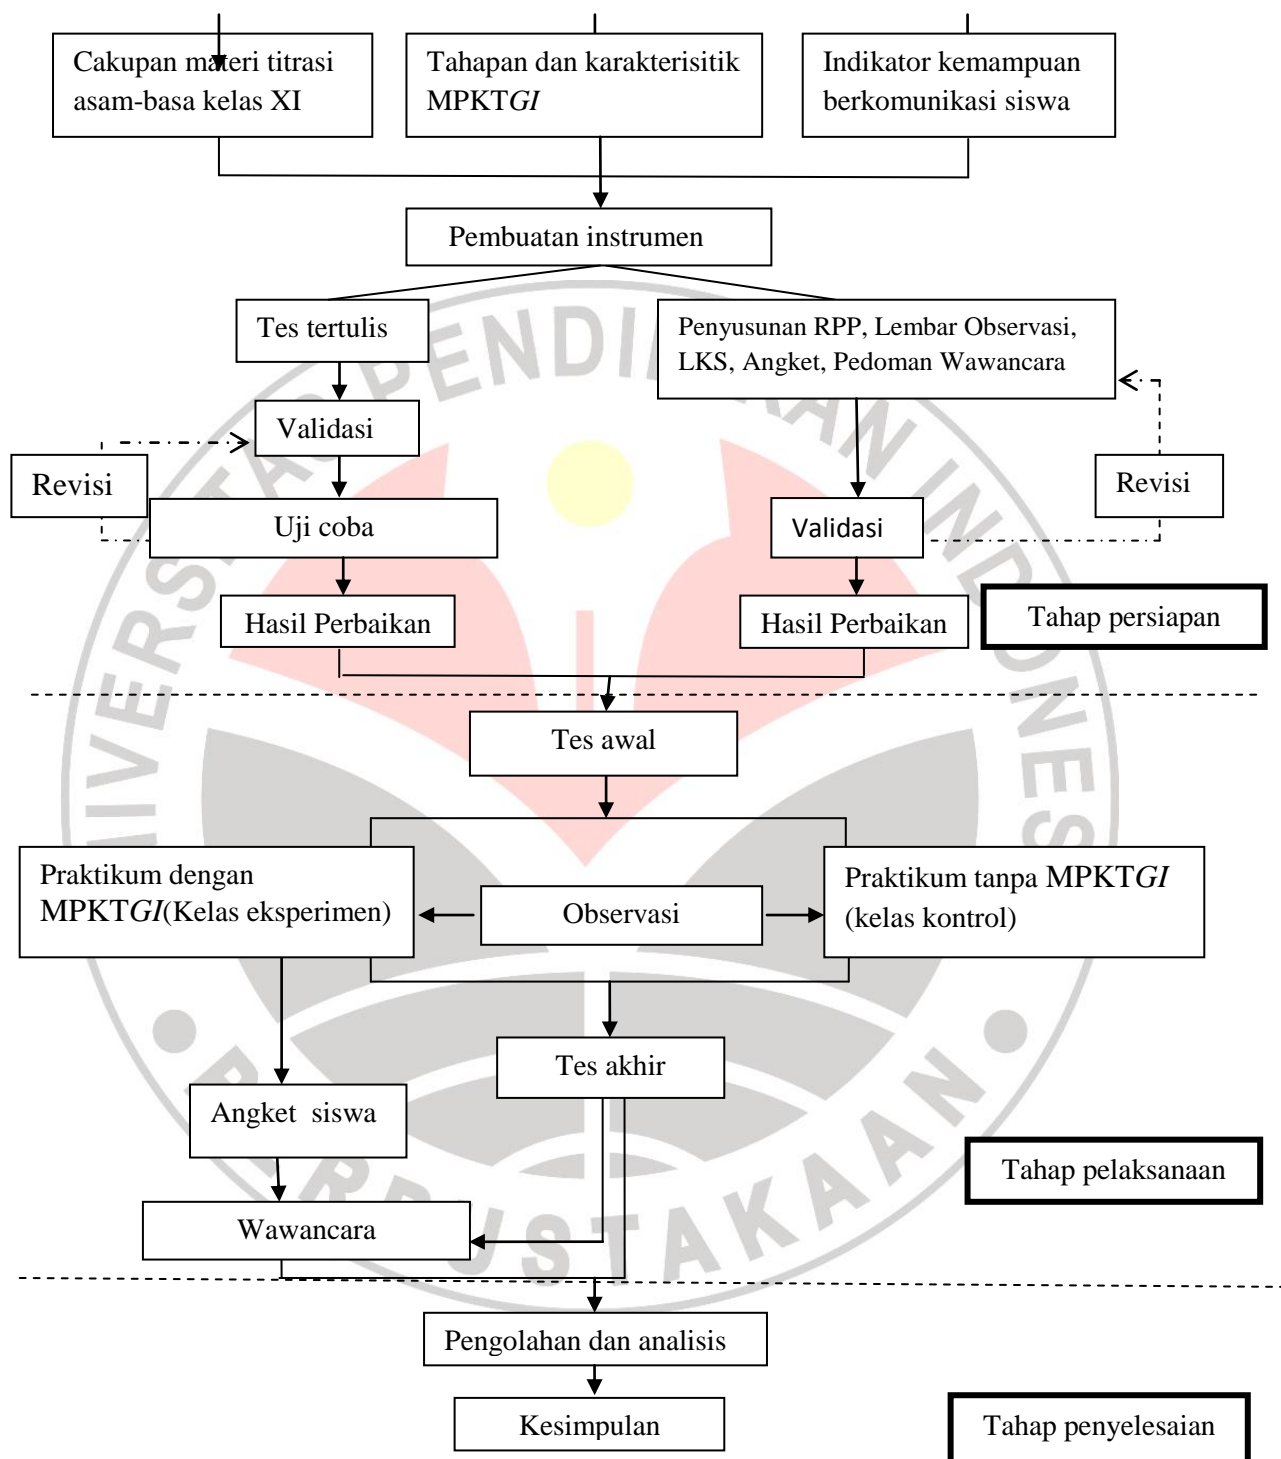 Cakupan materi titrasi
asam-basa kelas XI
Tahapan dan karakterisitik
MPKTGI
Indikator kemampuan
berkomunikasi siswa
Pembuatan instrumen
Tes tertulis
Penyusunan RPP, Lembar Observasi,
LKS, Angket, Pedoman Wawancara
Validasi
Revisi
Revisi
Uji coba
Validasi
Hasil Perbaikan
Hasil Perbaikan
Tahap persiapan
Tes awal
Praktikum dengan
MPKTGI(Kelas eksperimen)
Observasi
Praktikum tanpa MPKTGI
(kelas kontrol)
Tes akhir
Angket siswa
Tahap pelaksanaan
Wawancara
Pengolahan dan analisis
Kesimpulan
Tahap penyelesaian
PERPUSTAKAAN